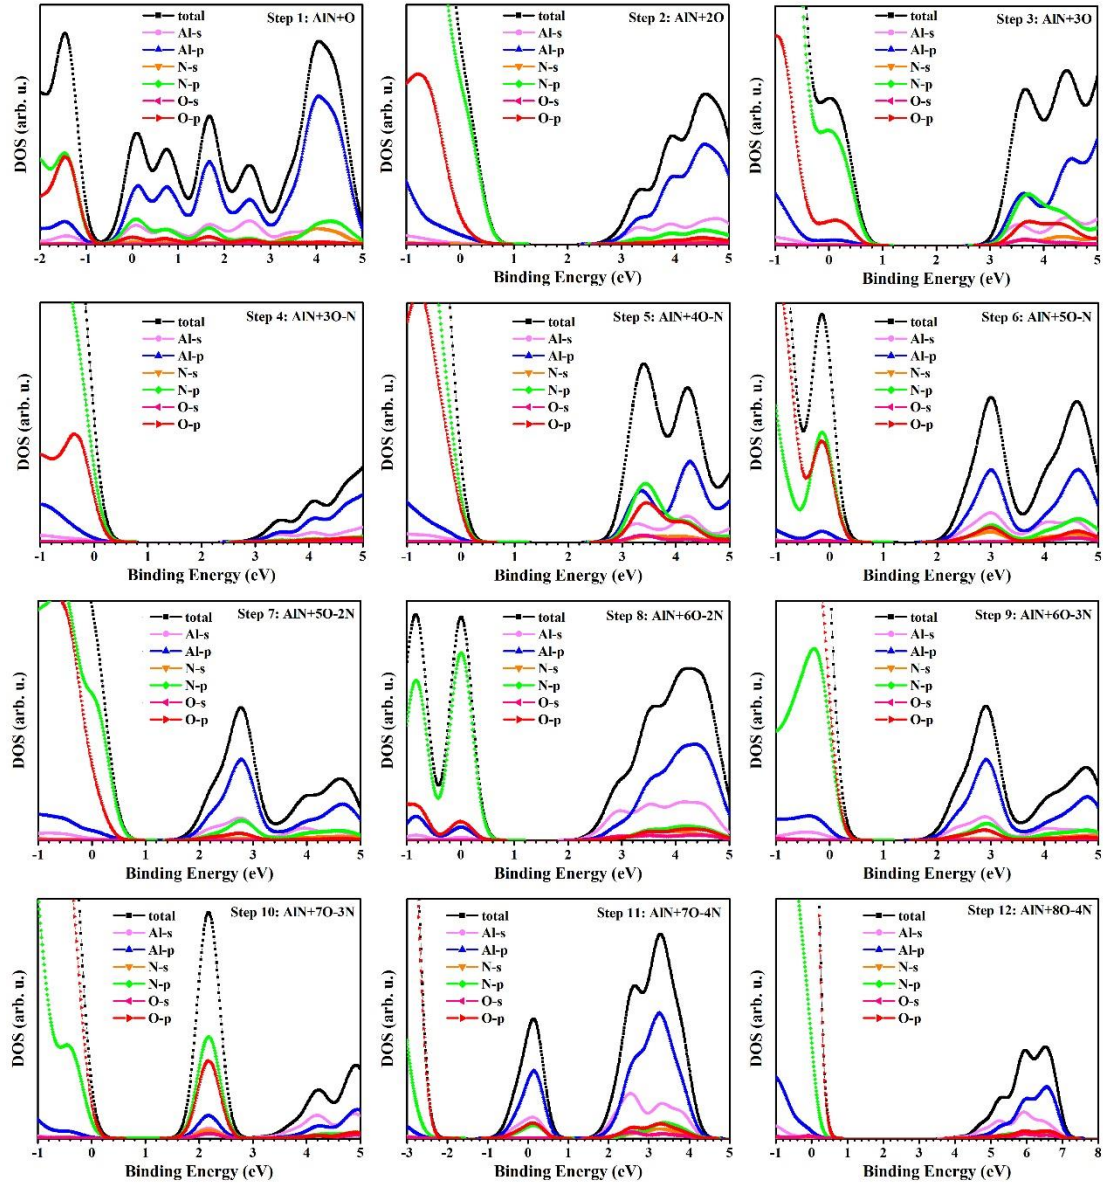 Step 1: AlN+O
total
Al-s
Al-p
N-s
N-p
O-s
O-p
DOS (arb. u.)
-2 -1 0 1 2 3 4 5
Binding Energy (eV)
Step 2: AlN+2O
total
Al-s
Al-p
N-s
N-p
O-s
O-p
DOS (arb. u.)
-1 0 1 2 3 4 5
Binding Energy (eV)
Step 3: AlN+3O
total
Al-s
Al-p
N-s
N-p
O-s
O-p
DOS (arb. u.)
-1 0 1 2 3 4 5
Binding Energy (eV)
Step 4: AlN+3O-N
total
Al-s
Al-p
N-s
N-p
O-s
O-p
DOS (arb. u.)
-1 0 1 2 3 4 5
Binding Energy (eV)
Step 5: AlN+4O-N
total
Al-s
Al-p
N-s
N-p
O-s
O-p
DOS (arb. u.)
-1 0 1 2 3 4 5
Binding Energy (eV)
Step 6: AlN+5O-N
total
Al-s
Al-p
N-s
N-p
O-s
O-p
DOS (arb. u.)
-1 0 1 2 3 4 5
Binding Energy (eV)
Step 7: AlN+5O-2N
total
Al-s
Al-p
N-s
N-p
O-s
O-p
DOS (arb. u.)
-1 0 1 2 3 4 5
Binding Energy (eV)
Step 8: AlN+6O-2N
total
Al-s
Al-p
N-s
N-p
O-s
O-p
DOS (arb. u.)
-1 0 1 2 3 4 5
Binding Energy (eV)
Step 9: AlN+6O-3N
total
Al-s
Al-p
N-s
N-p
O-s
O-p
DOS (arb. u.)
-1 0 1 2 3 4 5
Binding Energy (eV)
Step 10: AlN+7O-3N
total
Al-s
Al-p
N-s
N-p
O-s
O-p
DOS (arb. u.)
-1 0 1 2 3 4 5
Binding Energy (eV)
Step 11: AlN+7O-4N
total
Al-s
Al-p
N-s
N-p
O-s
O-p
DOS (arb. u.)
-3 -2 -1 0 1 2 3 4 5
Binding Energy (eV)
Step 12: AlN+8O-4N
total
Al-s
Al-p
N-s
N-p
O-s
O-p
DOS (arb. u.)
-1 0 1 2 3 4 5 6 7 8
Binding Energy (eV)